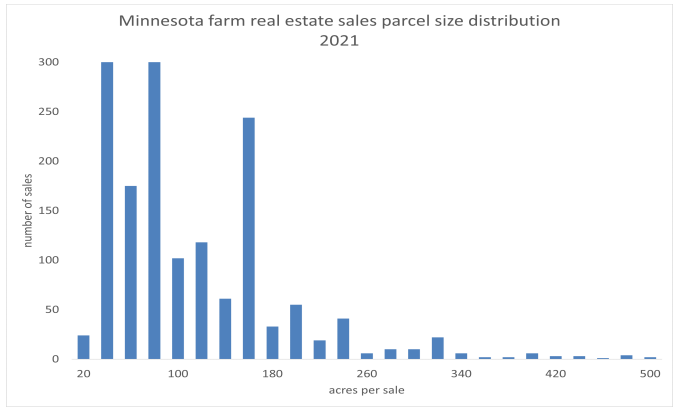 Minnesota farm real estate sales parcel size distribution
2021
300
250
200
150
100
50
0
number of sales
20 100 180 260 340 420 500
acres per sale